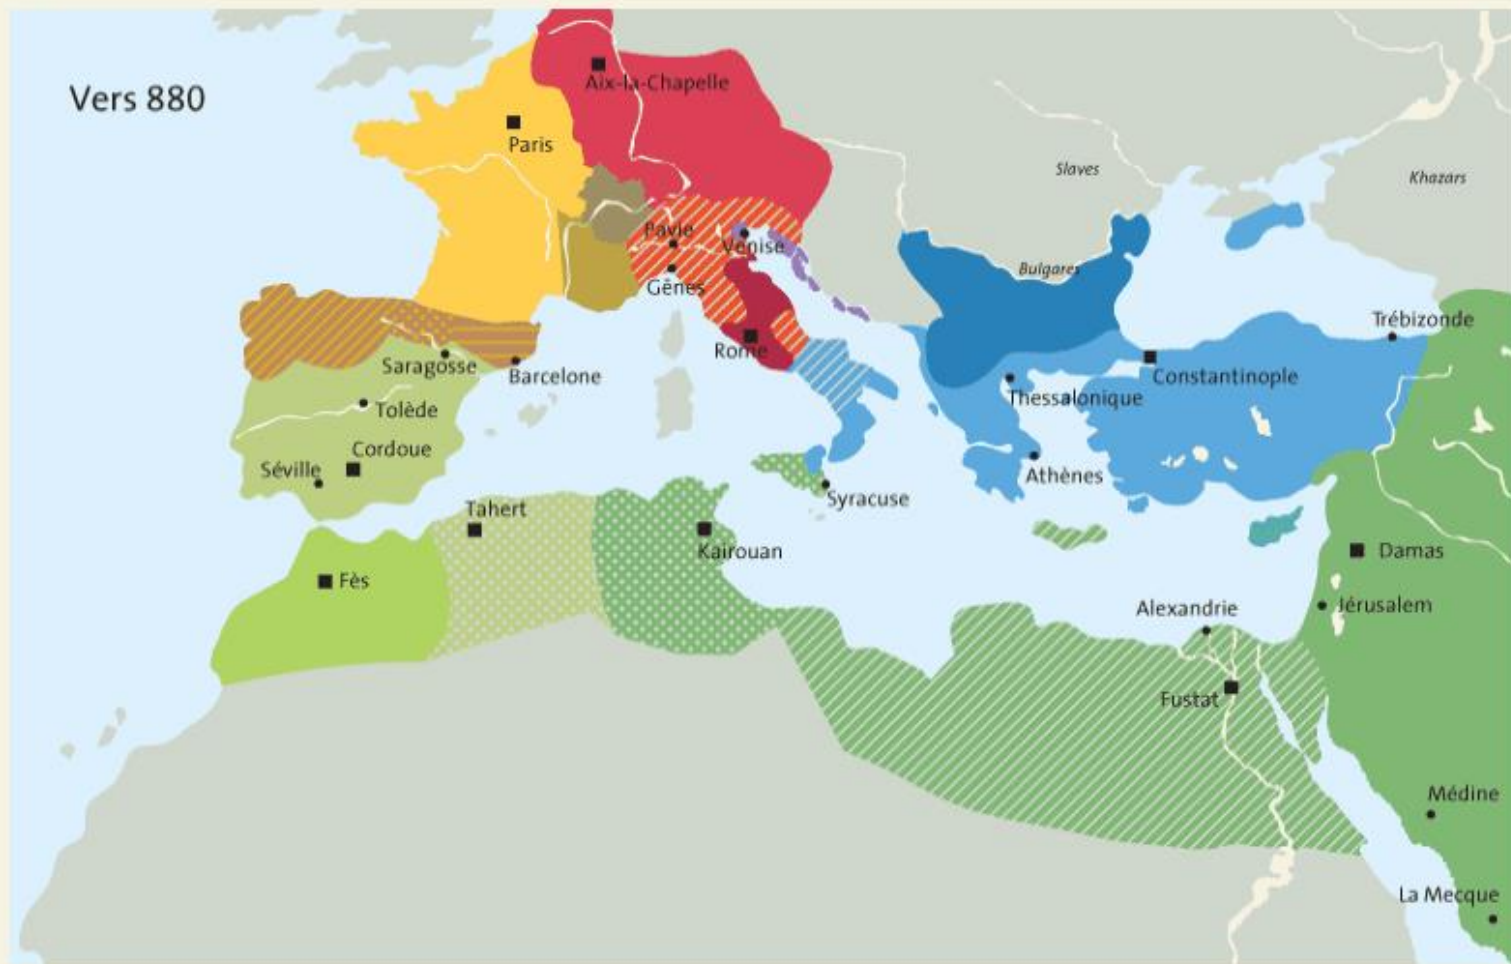 Vers 880
Aix-la-Chapelle
Paris
Slaves
Khazars
Pavie
Venise
Bulgares
Gênes
Trébizonde
Rome
Saragosse
Barcelone
Constantinople
Thessalonique
Tolède
Cordoue
Séville
Athènes
Syracuse
Tahert
Kairouan
Damas
Fès
Alexandrie
Jérusalem
Fustat
Médine
La Mecque